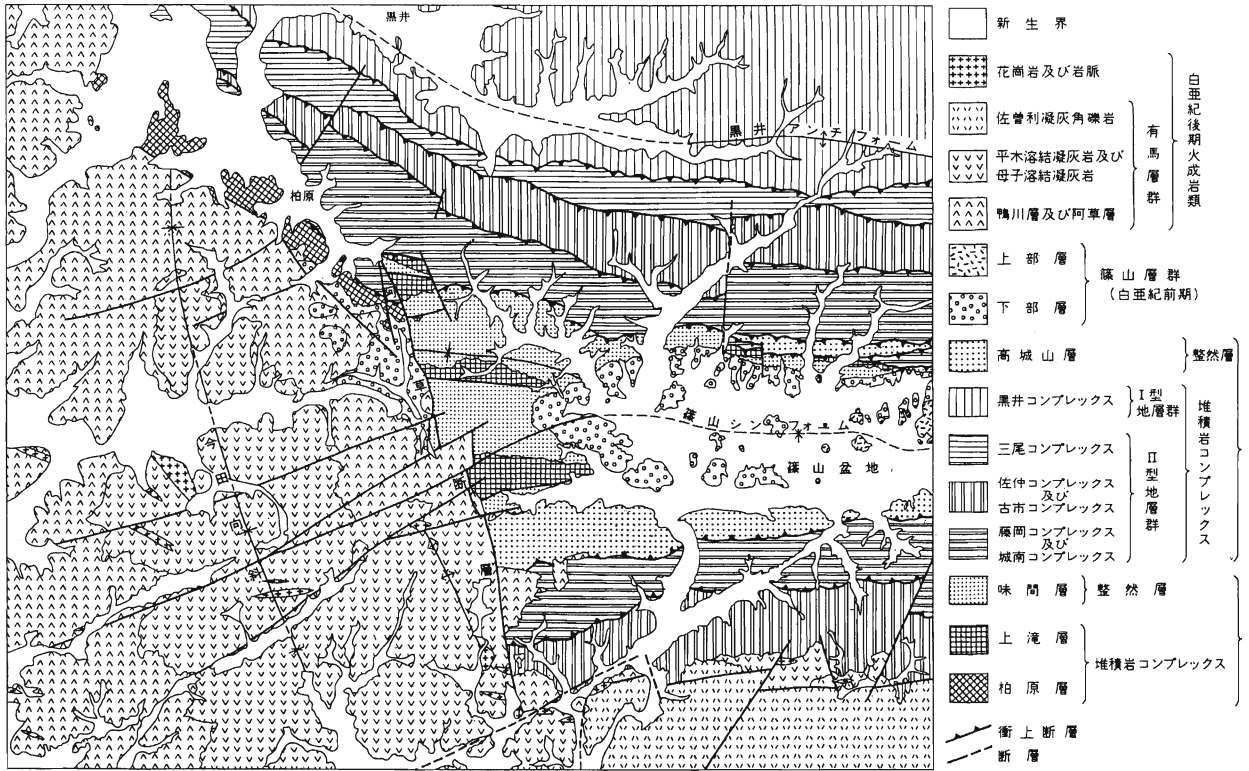 黒井
黒井アンチフォーム
柏原
篠山シンフォーム
篠山盆地
今田向斜
断層
新生界
花崗岩及び岩脈
佐曽利凝灰角礫岩
平木溶結凝灰岩及び
母子溶結凝灰岩
鴨川層及び阿草層
有馬層群
白亜紀後期火成岩類
上部層
下部層
篠山層群
(白亜紀前期)
高城山層
整然層
黒井コンプレックス
I型
地層群
三尾コンプレックス
佐仲コンプレックス
及び
古市コンプレックス
藤岡コンプレックス
及び
城南コンプレックス
II型地層群
堆積岩コンプレックス
味間層
整然層
上滝層
柏原層
堆積岩コンプレックス
衝上断層
断層